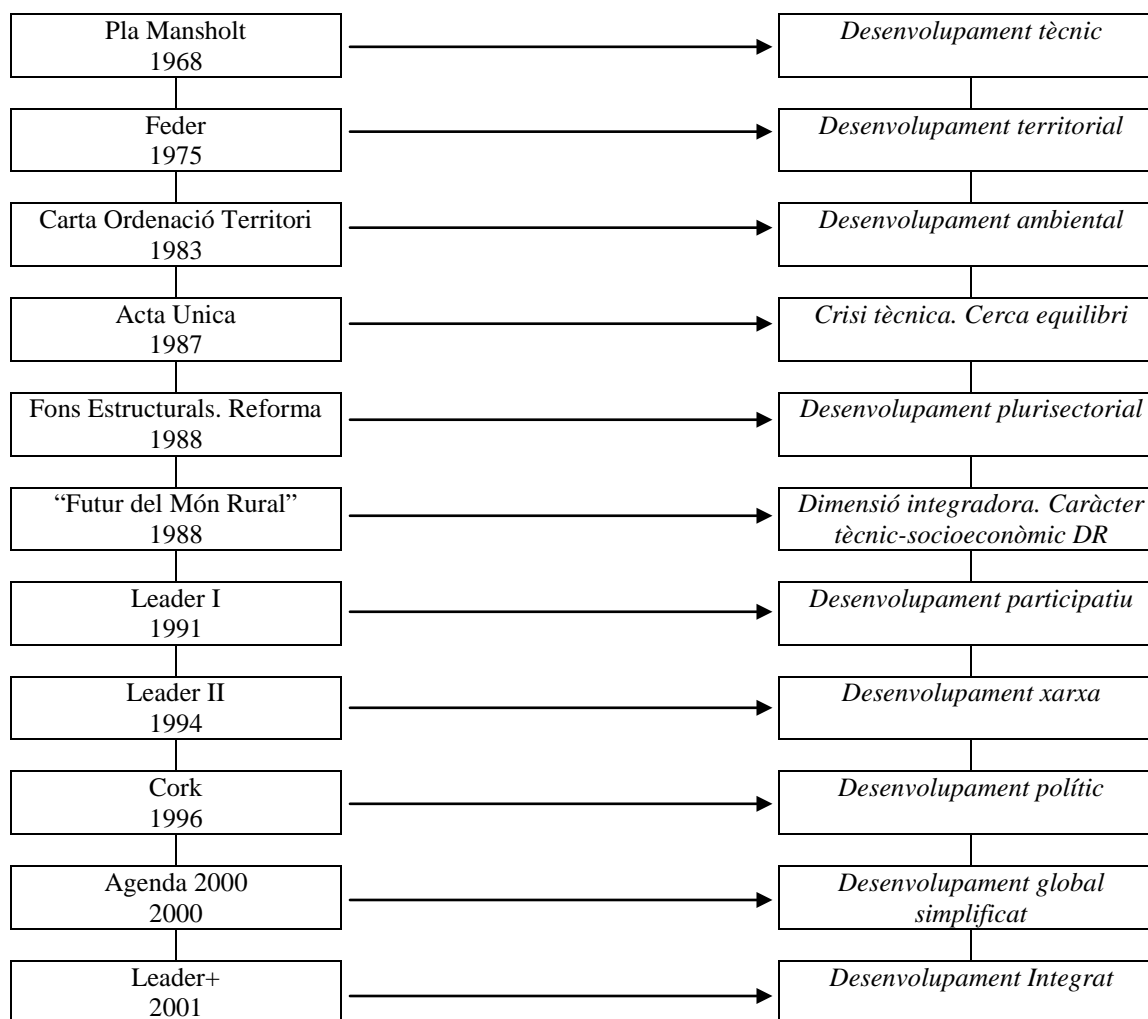 Pla Mansholt
1968
Desenvolupament tècnic
Feder
1975
Desenvolupament territorial
Carta Ordenació Territori
1983
Desenvolupament ambiental
Acta Unica
1987
Crisi tècnica. Cerca equilibri
Fons Estructurals. Reforma
1988
Desenvolupament plurisectorial
“Futur del Món Rural”
1988
Dimensió integradora. Caràcter
tècnic-socioeconòmic DR
Leader I
1991
Desenvolupament participatiu
Leader II
1994
Desenvolupament xarxa
Cork
1996
Desenvolupament polític
Agenda 2000
2000
Desenvolupament global
simplificat
Leader+
2001
Desenvolupament Integrat